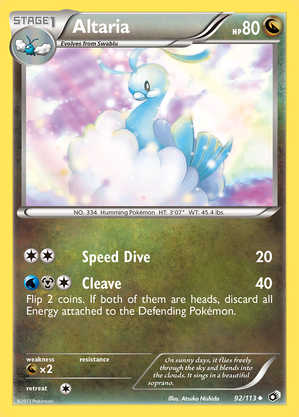 STAGE1 Altaria HP80
Evolves from Swablu
NO. 334 Humming Pokémon HT: 3'07" WT: 45.4 lbs.
Speed Dive 20
Cleave 40
Flip 2 coins. If both of them are heads, discard all
Energy attached to the Defending Pokémon.
weakness resistance
×2
retreat
On sunny days, it flies freely
through the sky and blends into
the clouds. It sings in a beautiful
soprano.
©2013 Pokémon
Illus. Atsuko Nishida 92/113